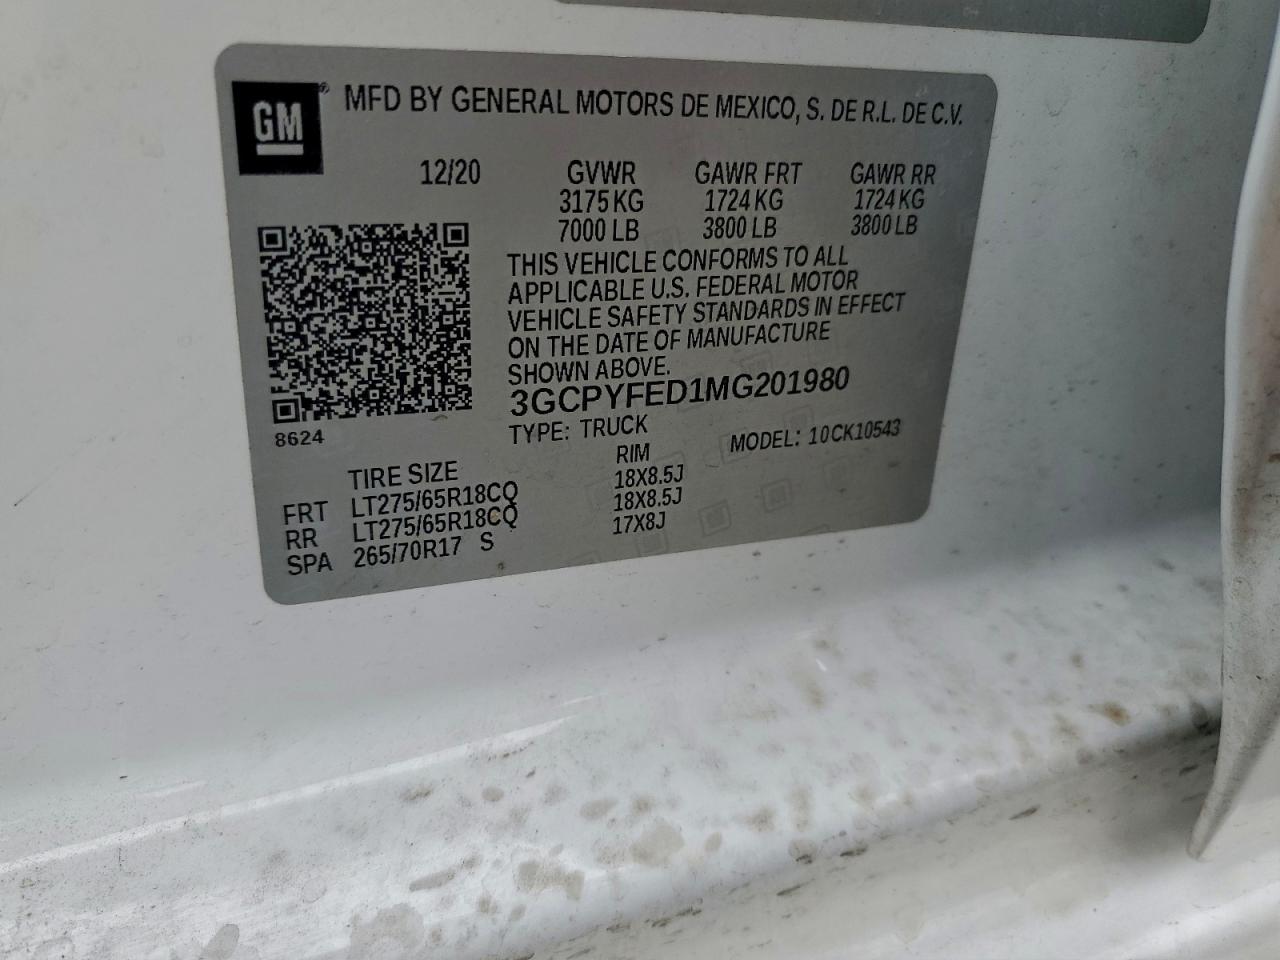 GM® MFD BY GENERAL MOTORS DE MEXICO, S. DE R.L. DE C.V.
12/20 GVWR GAWR FRT GAWR RR
3175 KG 1724 KG 1724 KG
7000 LB 3800 LB 3800 LB
THIS VEHICLE CONFORMS TO ALL
APPLICABLE U.S. FEDERAL MOTOR
VEHICLE SAFETY STANDARDS IN EFFECT
ON THE DATE OF MANUFACTURE
SHOWN ABOVE.
3GCPYFED1MG201980
8624
TYPE: TRUCK MODEL: 10CK10543
TIRE SIZE RIM
FRT LT275/65R18CQ 18X8.5J
RR LT275/65R18CQ 18X8.5J
SPA 265/70R17 S 17X8J